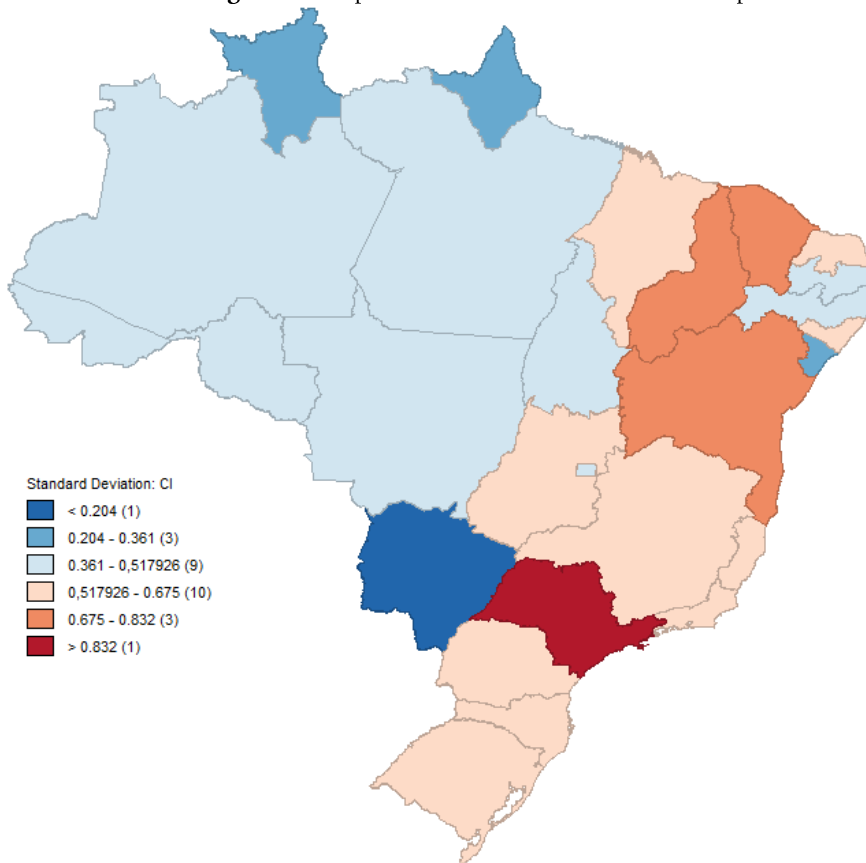 Standard Deviation: CI
< 0.204 (1)
0.204 - 0.361 (3)
0.361 - 0,517926 (9)
0,517926 - 0.675 (10)
0.675 - 0.832 (3)
> 0.832 (1)